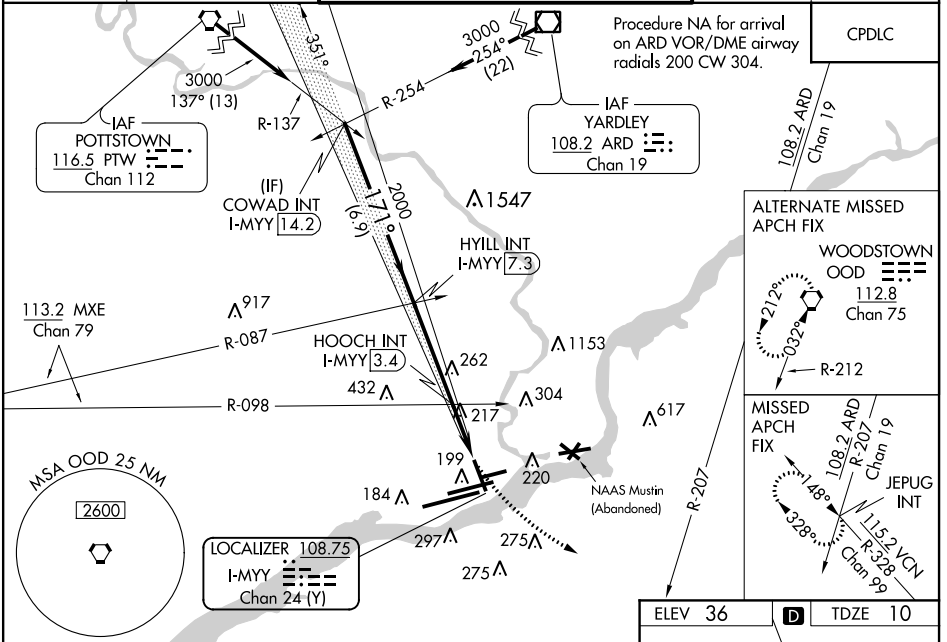 3000
137° (13)
R-137
IAF
POTTSTOWN
116.5 PTW
Chan 112
351°
3000
254°
(22)
R-254
IAF
YARDLEY
108.2 ARD
Chan 19
Procedure NA for arrival
on ARD VOR/DME airway
radials 200 CW 304.
CPDLC
108.2 ARD
Chan 19
(IF)
COWAD INT
I-MYY 14.2
2000
171°
(6.9)
1547
HYILL INT
I-MYY 7.3
917
113.2 MXE
Chan 79
R-087
HOOCH INT
I-MYY 3.4
262
1153
432
304
R-098
217
617
199
220
184
NAAS Mustin
(Abandoned)
297
275
275
R-207
MSA OOD 25 NM
2600
LOCALIZER 108.75
I-MYY
Chan 24 (Y)
ALTERNATE MISSED
APCH FIX
WOODSTOWN
OOD
112.8
Chan 75
212°
032°
R-212
MISSED
APCH
FIX
108.2 ARD
R-207
Chan 19
JEPUG
INT
148°
328°
115.2 VCN
R-328
Chan 99
ELEV 36
D
TDZE 10